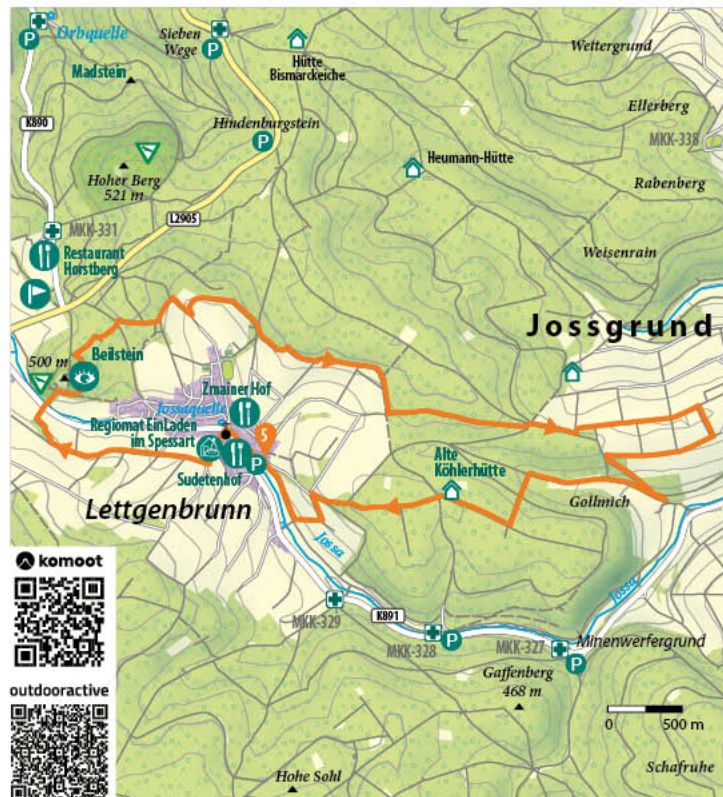 Orbquelle
Sieben
Wege
Hütte
Bismarckeiche
Wettergrund
Madstein
Ellerberg
K890
Hindenburgstein
MKK-338
Heumann-Hütte
Hoher Berg
521 m
Rabenberg
L2905
MKK-331
Restaurant
Horstberg
Weisenrain
Jossgrund
500 m
Beilstein
Zmainer Hof
Jossaquelle
Regiomat EinLaden
im Spessart
5
Alte
Köhlerhütte
Sudetenhof
Gollmich
Lettgenbrunn
Jossa
komoot
Jossa
K891
MKK-329
MKK-328
MKK-327
Minenwerfergrund
Gaffenberg
468 m
outdooractive
0 500 m
Schafruhe
Hohe Sohl
P
P
P
P
P
P